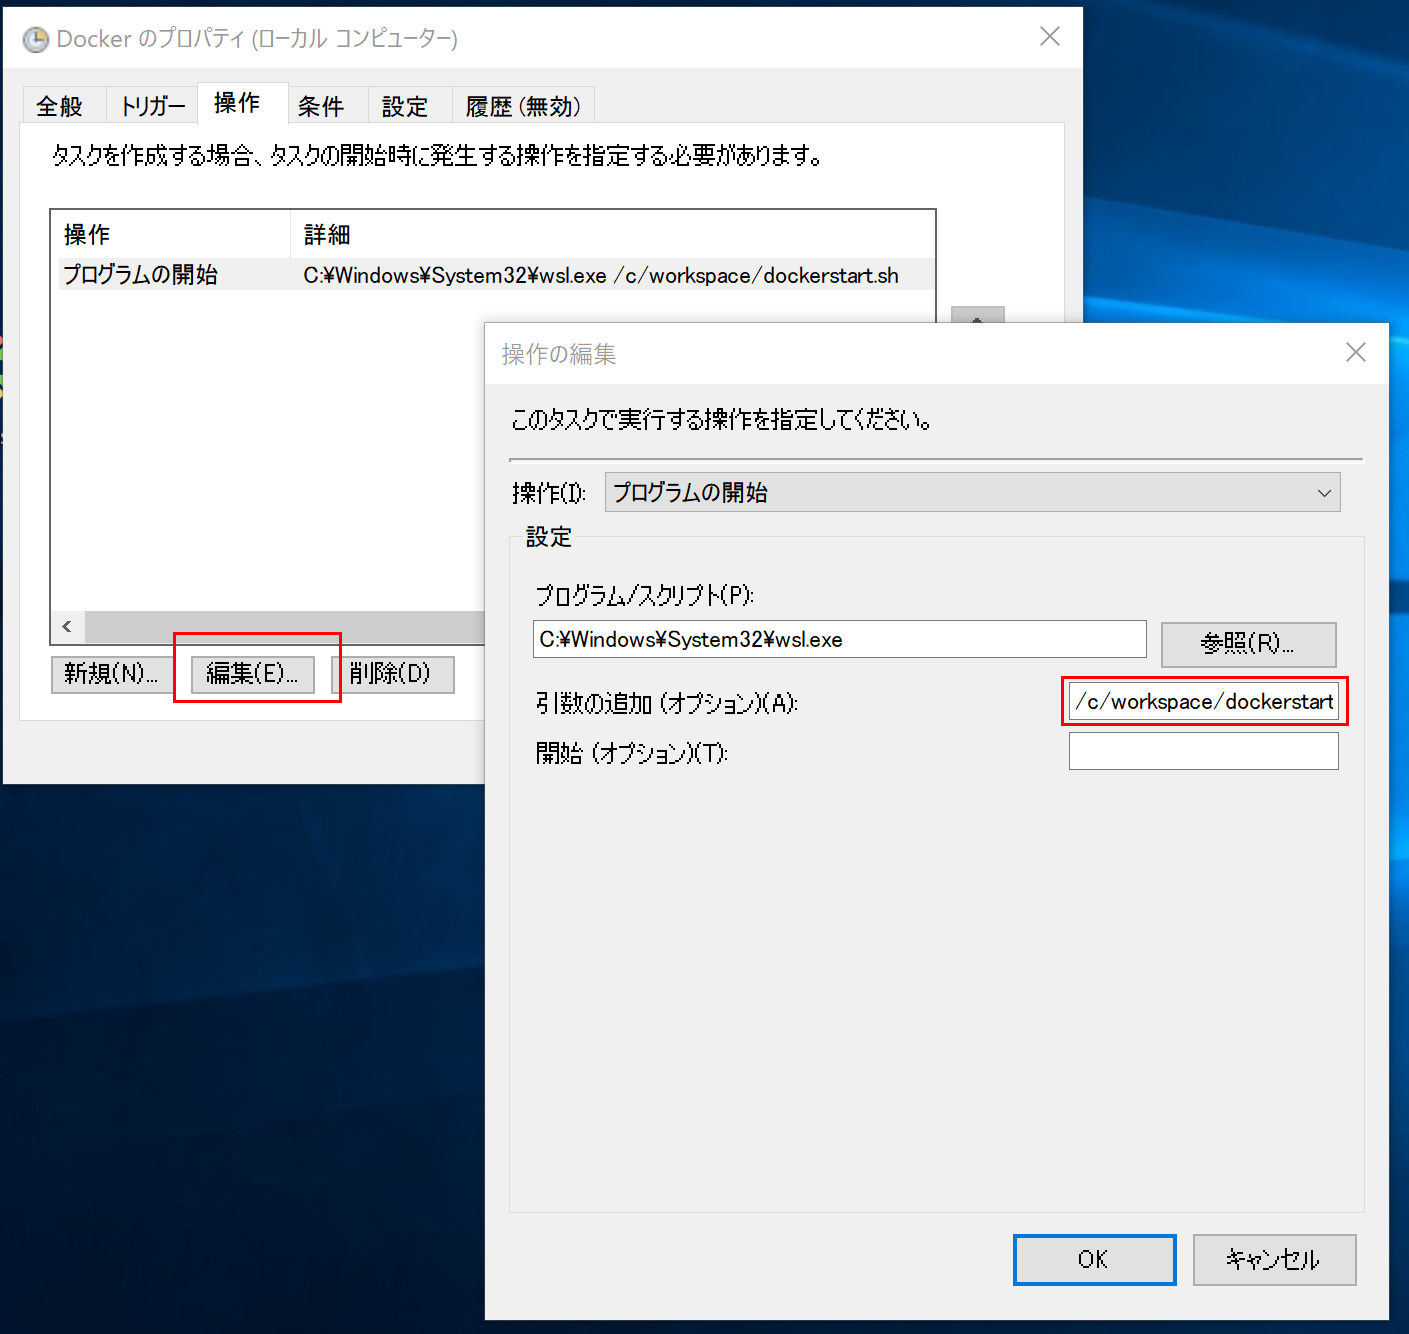 Docker のプロパティ (ローカル コンピューター)
全般 トリガー 操作 条件 設定 履歴 (無効)
タスクを作成する場合、タスクの開始時に発生する操作を指定する必要があります。
操作 詳細
プログラムの開始 C:¥Windows¥System32¥wsl.exe /c/workspace/dockerstart.sh
新規(N)... 編集(E)... 削除(D)
操作の編集
このタスクで実行する操作を指定してください。
操作(I): プログラムの開始
設定
プログラム/スクリプト(P):
C:¥Windows¥System32¥wsl.exe 参照(R)...
引数の追加 (オプション)(A): /c/workspace/dockerstart
開始 (オプション)(T):
OK キャンセル